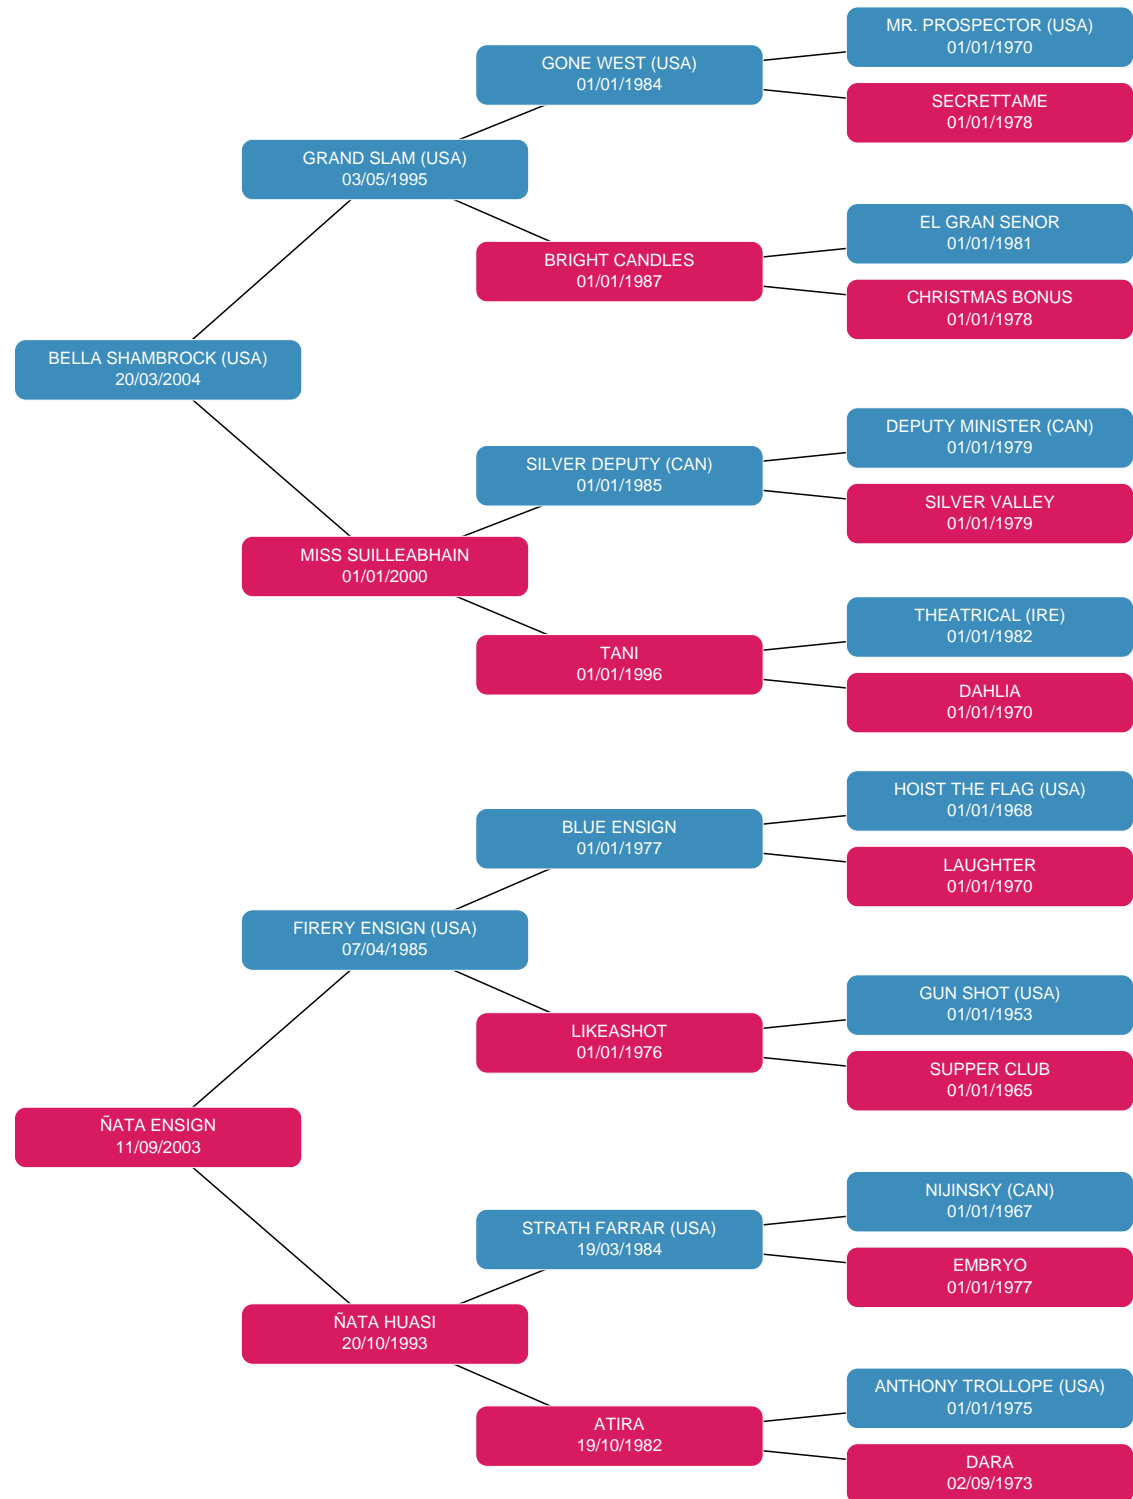 MR. PROSPECTOR (USA)
01/01/1970
GONE WEST (USA)
01/01/1984
SECRETTAME
01/01/1978
GRAND SLAM (USA)
03/05/1995
EL GRAN SENOR
01/01/1981
BRIGHT CANDLES
01/01/1987
CHRISTMAS BONUS
01/01/1978
BELLA SHAMBROCK (USA)
20/03/2004
DEPUTY MINISTER (CAN)
01/01/1979
SILVER DEPUTY (CAN)
01/01/1985
SILVER VALLEY
01/01/1979
MISS SUILLEABHAIN
01/01/2000
THEATRICAL (IRE)
01/01/1982
TANI
01/01/1996
DAHLIA
01/01/1970
HOIST THE FLAG (USA)
01/01/1968
BLUE ENSIGN
01/01/1977
LAUGHTER
01/01/1970
FIRERY ENSIGN (USA)
07/04/1985
GUN SHOT (USA)
01/01/1953
LIKEASHOT
01/01/1976
SUPPER CLUB
01/01/1965
ÑATA ENSIGN
11/09/2003
NIJINSKY (CAN)
01/01/1967
STRATH FARRAR (USA)
19/03/1984
EMBRYO
01/01/1977
ÑATA HUASI
20/10/1993
ANTHONY TROLLOPE (USA)
01/01/1975
ATIRA
19/10/1982
DARA
02/09/1973